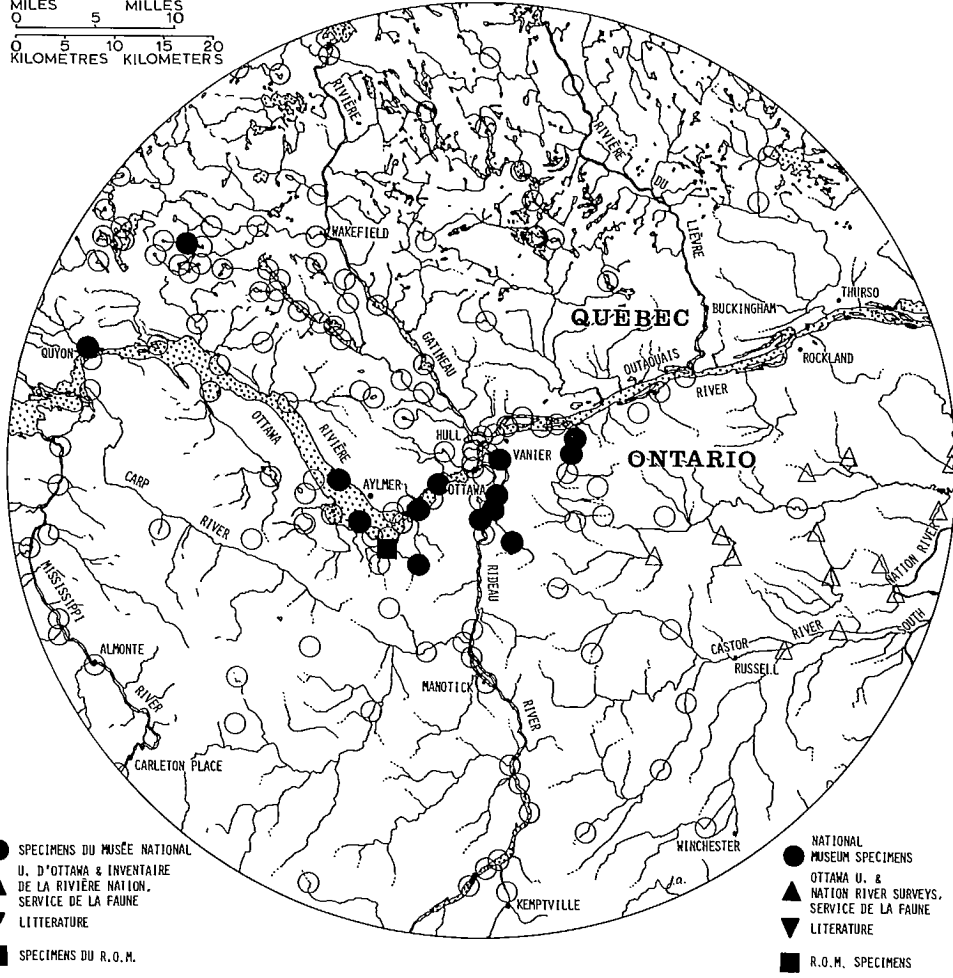 MILES MILLES
0 5 10
0 5 10 15 20
KILOMETRES KILOMETERS
RIVIÈRE
RIVIÈRE
DU
LIÈVRE
WAKEFIELD
GATINEAU
QUÉBEC
BUCKINGHAM
THURSO
ROCKLAND
OUTAOUAIS
RIVER
QUYON
OTTAWA
RIVIÈRE
HULL
VANIER
ONTARIO
AYLMER
OTTAWA
CARP
RIVER
MISSISSIPPI
RIDEAU
NATION RIVER
SOUTH
CASTOR
RIVER
RUSSELL
ALMONTE
RIVER
MANOTICK
RIVER
CARLETON PLACE
WINCHESTER
KEMPTVILLE
J.a.
SPECIMENS DU MUSÉE NATIONAL
U. D'OTTAWA & INVENTAIRE
DE LA RIVIÈRE NATION,
SERVICE DE LA FAUNE
LITTERATURE
SPECIMENS DU R.O.M.
NATIONAL
MUSEUM SPECIMENS
OTTAWA U. &
NATION RIVER SURVEYS,
SERVICE DE LA FAUNE
LITERATURE
R.O.M. SPECIMENS